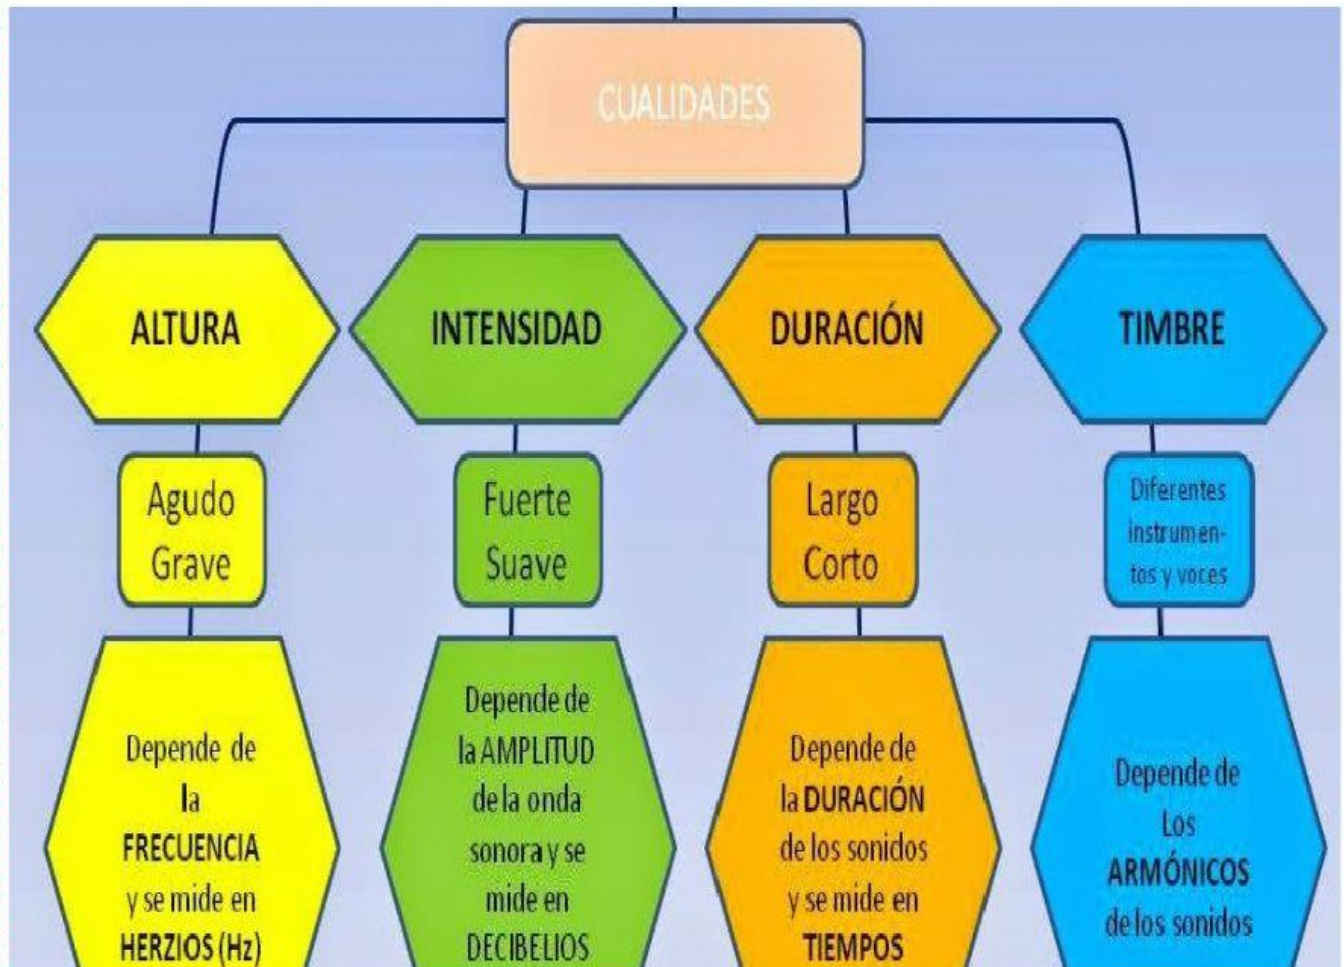 CUALIDADES
ALTURA
INTENSIDAD
DURACIÓN
TIMBRE
Agudo
Grave
Fuerte
Suave
Largo
Corto
Diferentes
instrumen-
tos y voces
Depende de
la
FRECUENCIA
y se mide en
HERZIOS (Hz)
Depende de
la AMPLITUD
de la onda
sonora y se
mide en
DECIBELIOS
Depende de
la DURACIÓN
de los sonidos
y se mide en
TIEMPOS
Depende de
Los
ARMÓNICOS
de los sonidos